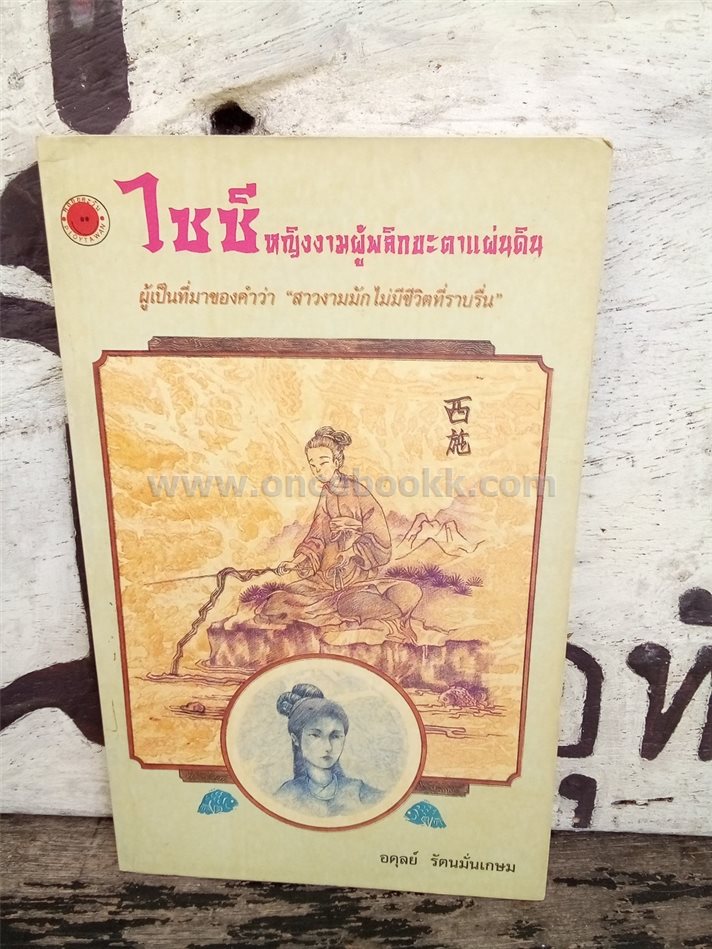 ไซซี หญิงงามผู้พลิกชะตาแผ่นดิน
ผู้เป็นที่มาของคำว่า "สาวงามมักไม่มีชีวิตที่ราบรื่น"
西施
www.oncebookk.com
อดุลย์ รัตนมั่นเกษม
PLOYTAWAN